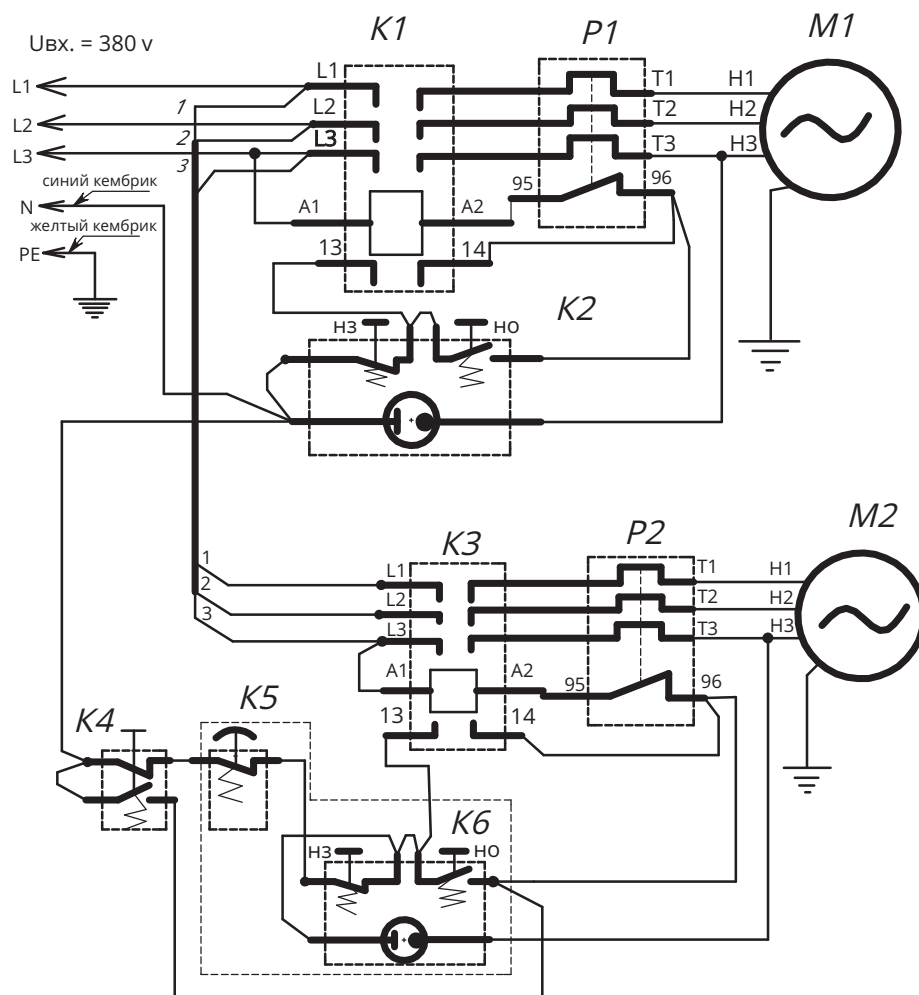 K1
P1
M1
Uвх. = 380 v
L1
1
L2
2
L3
3
L1
L2
L3
T1
T2
T3
H1
H2
H3
синий кембрик
N
желтый кембрик
PE
A1
A2
95
96
13
14
K2
НЗ
НО
M2
P2
K3
1
2
3
L1
L2
L3
T1
T2
T3
H1
H2
H3
A1
A2
95
96
13
14
K4
K5
K6
НЗ
НО